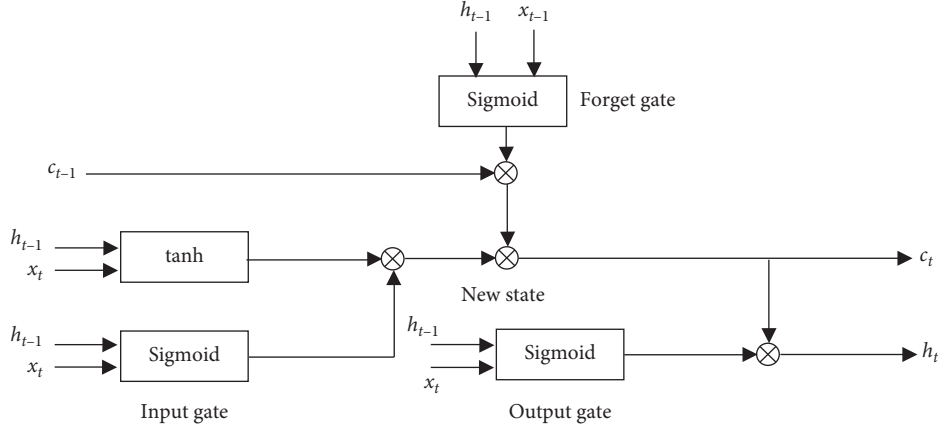 h_{t–1} x_{t–1}
Sigmoid Forget gate
c_{t–1}
h_{t–1}
x_t
tanh
c_t
New state
h_{t–1}
x_t
Sigmoid
Input gate
h_{t–1}
x_t
Sigmoid
h_t
Output gate